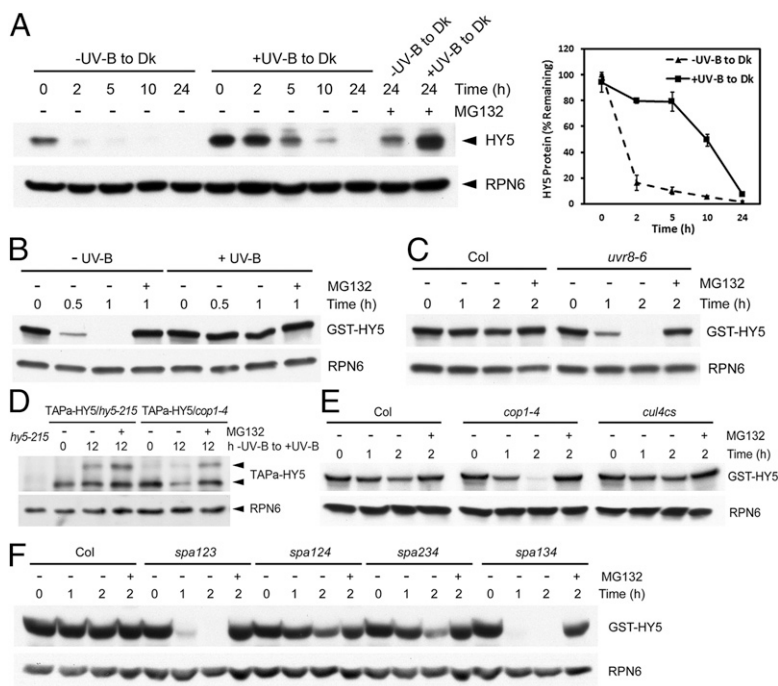 A
-UV-B to Dk +UV-B to Dk -UV-B to Dk +UV-B to Dk
0 2 5 10 24 0 2 5 10 24 24 24 Time (h)
+ + MG132
HY5
RPN6
HY5 Protein (% Remaining)
120
100
80
60
40
20
0
-UV-B to Dk
+UV-B to Dk
0 2 5 10 24
Time (h)
B
- UV-B + UV-B
- - - + - - - + MG132
0 0.5 1 1 0 0.5 1 1 Time (h)
GST-HY5
RPN6
C
Col uvr8-6
- - - + - - - + MG132
0 1 2 2 0 1 2 2 Time (h)
GST-HY5
RPN6
D
TAPa-HY5/hy5-215 TAPa-HY5/cop1-4
hy5-215
- - + - - + MG132
0 12 12 0 12 12 h -UV-B to +UV-B
TAPa-HY5
RPN6
E
Col cop1-4 cul4cs
- - - + - - - + - - - + MG132
0 1 2 2 0 1 2 2 0 1 2 2 Time (h)
GST-HY5
RPN6
F
Col spa123 spa124 spa234 spa134
- - - + - - - + - - - + - - - + - - - + MG132
0 1 2 2 0 1 2 2 0 1 2 2 0 1 2 2 0 1 2 2 Time (h)
GST-HY5
RPN6